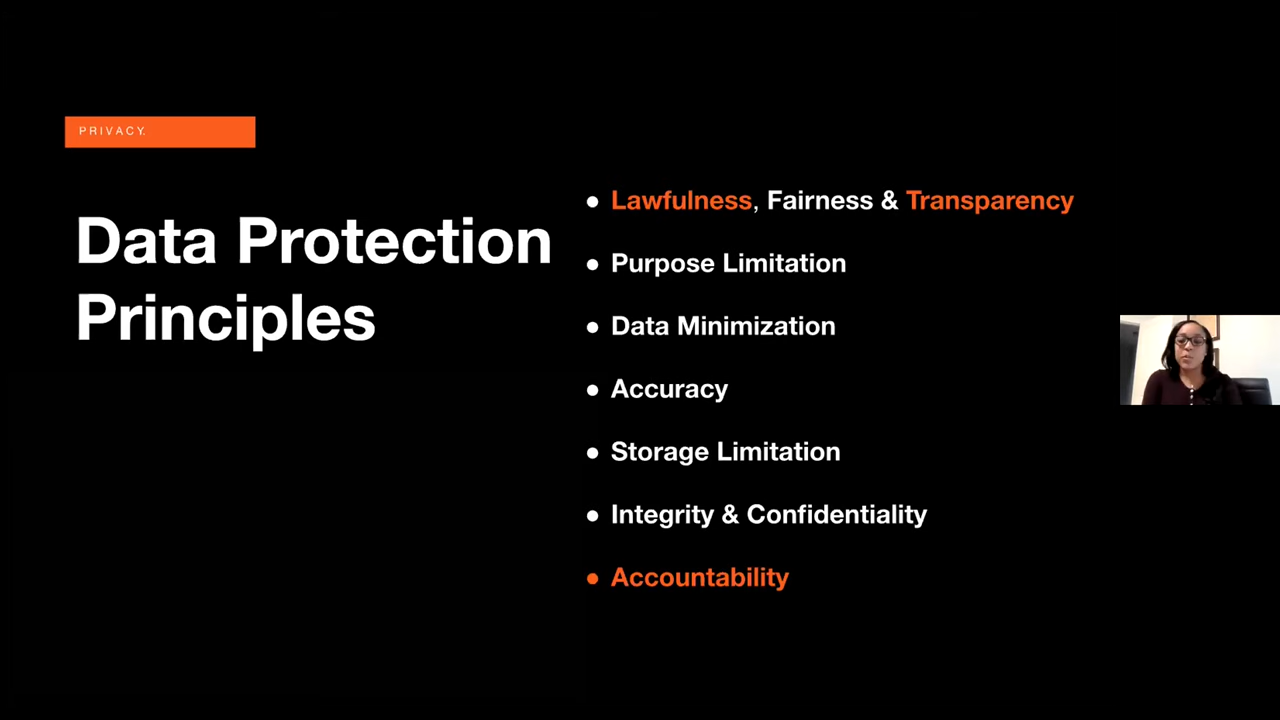 PRIVACY.
Data Protection
Principles
● Lawfulness, Fairness & Transparency
● Purpose Limitation
● Data Minimization
● Accuracy
● Storage Limitation
● Integrity & Confidentiality
● Accountability